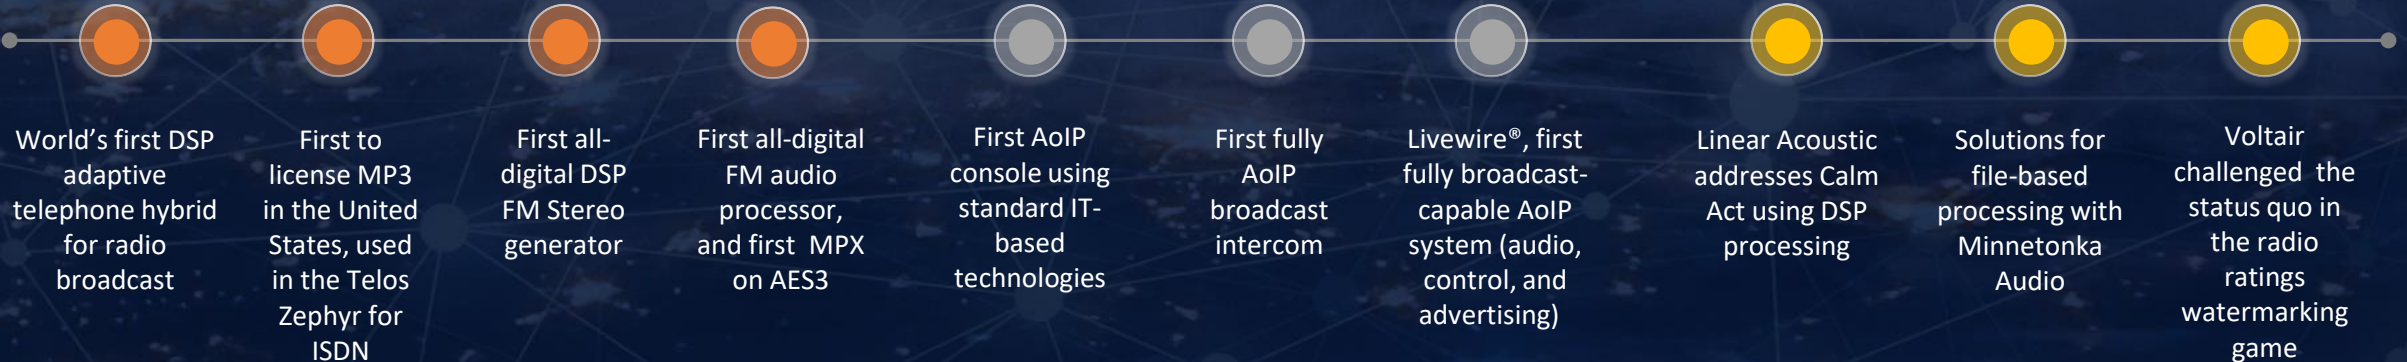 World’s first DSP
adaptive
telephone hybrid
for radio
broadcast
First to
license MP3
in the United
States, used
in the Telos
Zephyr for
ISDN
First all-
digital DSP
FM Stereo
generator
First all-digital
FM audio
processor,
and first MPX
on AES3
First AoIP
console using
standard IT-
based
technologies
First fully
AoIP
broadcast
intercom
Livewire®, first
fully broadcast-
capable AoIP
system (audio,
control, and
advertising)
Linear Acoustic
addresses Calm
Act using DSP
processing
Solutions for
file-based
processing with
Minnetonka
Audio
Voltair
challenged the
status quo in
the radio
ratings
watermarking
game